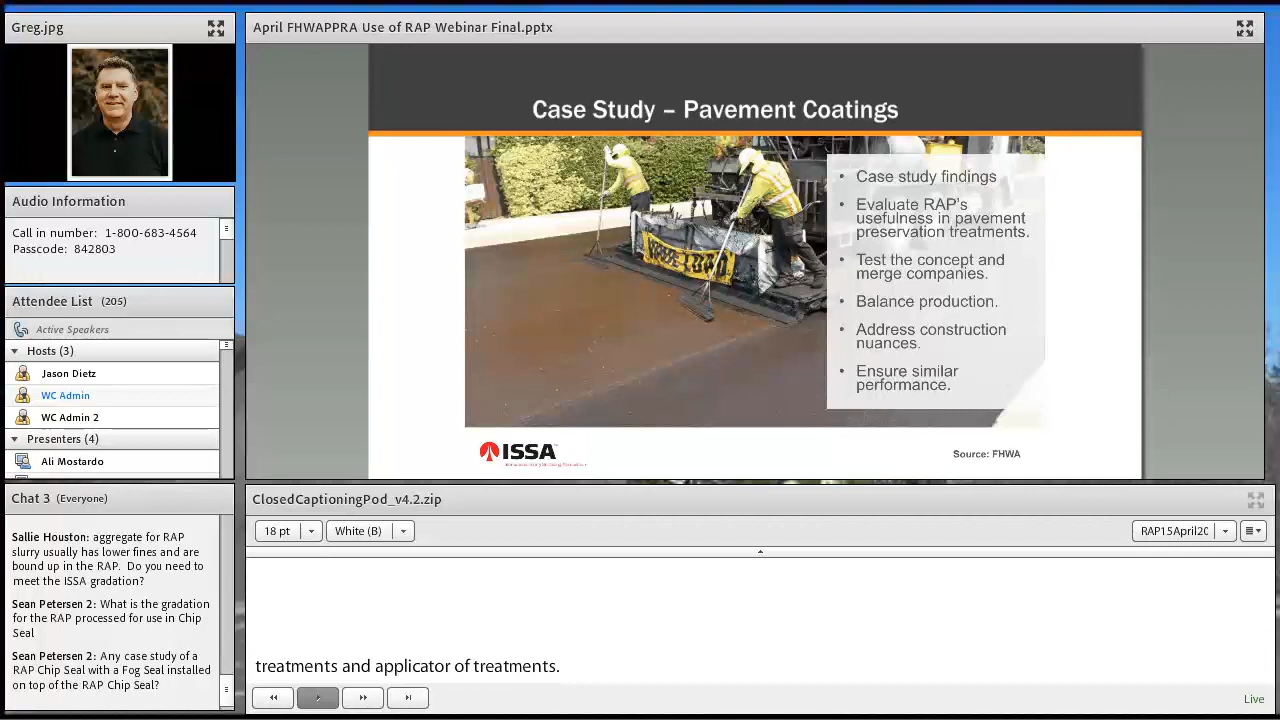 Greg.jpg
Audio Information
Call in number: 1-800-683-4564
Passcode: 842803
Attendee List (205)
Active Speakers
Hosts (3)
Jason Dietz
WC Admin
WC Admin 2
Presenters (4)
Ali Mostardo
Chat 3 (Everyone)
Sallie Houston: aggregate for RAP
slurry usually has lower fines and are
bound up in the RAP. Do you need to
meet the ISSA gradation?
Sean Petersen 2: What is the gradation
for the RAP processed for use in Chip
Seal
Sean Petersen 2: Any case study of a
RAP Chip Seal with a Fog Seal installed
on top of the RAP Chip Seal?
April FHWAPPRA Use of RAP Webinar Final.pptx
Case Study – Pavement Coatings
• Case study findings
• Evaluate RAP's
usefulness in pavement
preservation treatments.
• Test the concept and
merge companies.
• Balance production.
• Address construction
nuances.
• Ensure similar
performance.
ISSA
Source: FHWA
ClosedCaptioningPod_v4.2.zip
18 pt
White (B)
RAP15April20
treatments and applicator of treatments.
Live